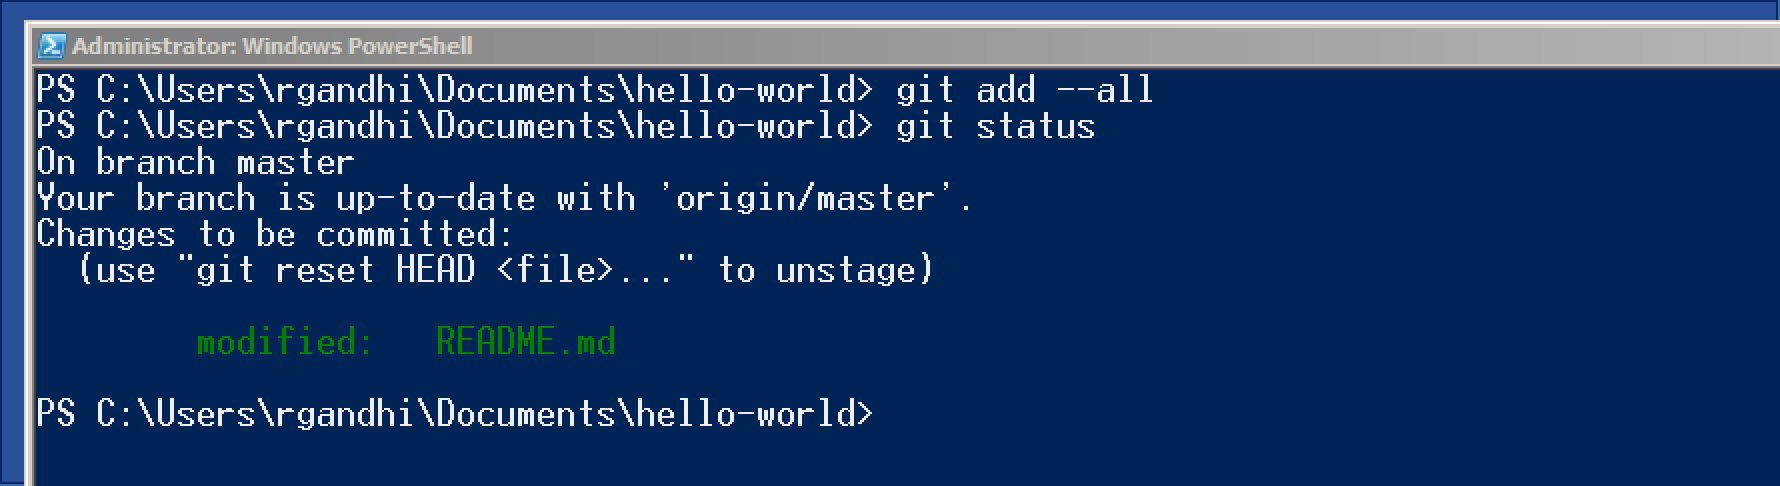 Administrator: Windows PowerShell
PS C:\Users\rgandhi\Documents\hello-world> git add --all
PS C:\Users\rgandhi\Documents\hello-world> git status
On branch master
Your branch is up-to-date with 'origin/master'.
Changes to be committed:
  (use "git reset HEAD <file>..." to unstage)
        modified:   README.md
PS C:\Users\rgandhi\Documents\hello-world>